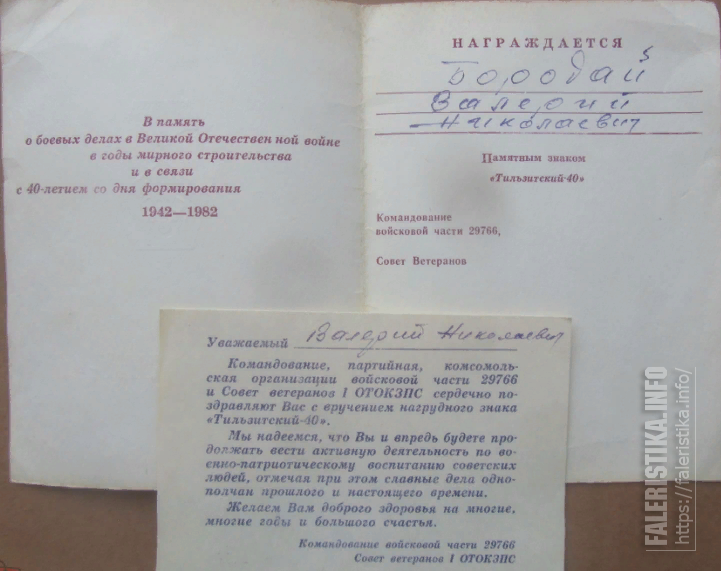 В память
о боевых делах в Великой Отечествен ной войне
в годы мирного строительства
и в связи
с 40-летием со дня формирования
1942—1982
НАГРАЖДАЕТСЯ
Бородай
Валерий
Николаевич
Памятным знаком
«Тильзитский-40»
Командование
войсковой части 29766,
Совет Ветеранов
Уважаемый Валерий Николаевич
Командование, партийная, комсомоль-
ская организации войсковой части 29766
и Совет ветеранов I ОТОКЗПС сердечно по-
здравляют Вас с вручением нагрудного знака
«Тильзитский-40».
Мы надеемся, что Вы и впредь будете про-
должать вести активную деятельность по во-
енно-патриотическому воспитанию советских
людей, отмечая при этом славные дела одно-
полчан прошлого и настоящего времени.
Желаем Вам доброго здоровья на многие,
многие годы и большого счастья.
Командование войсковой части 29766
Совет ветеранов I ОТОКЗПС
FALERISTIKA.INFO
https://faleristika.info/